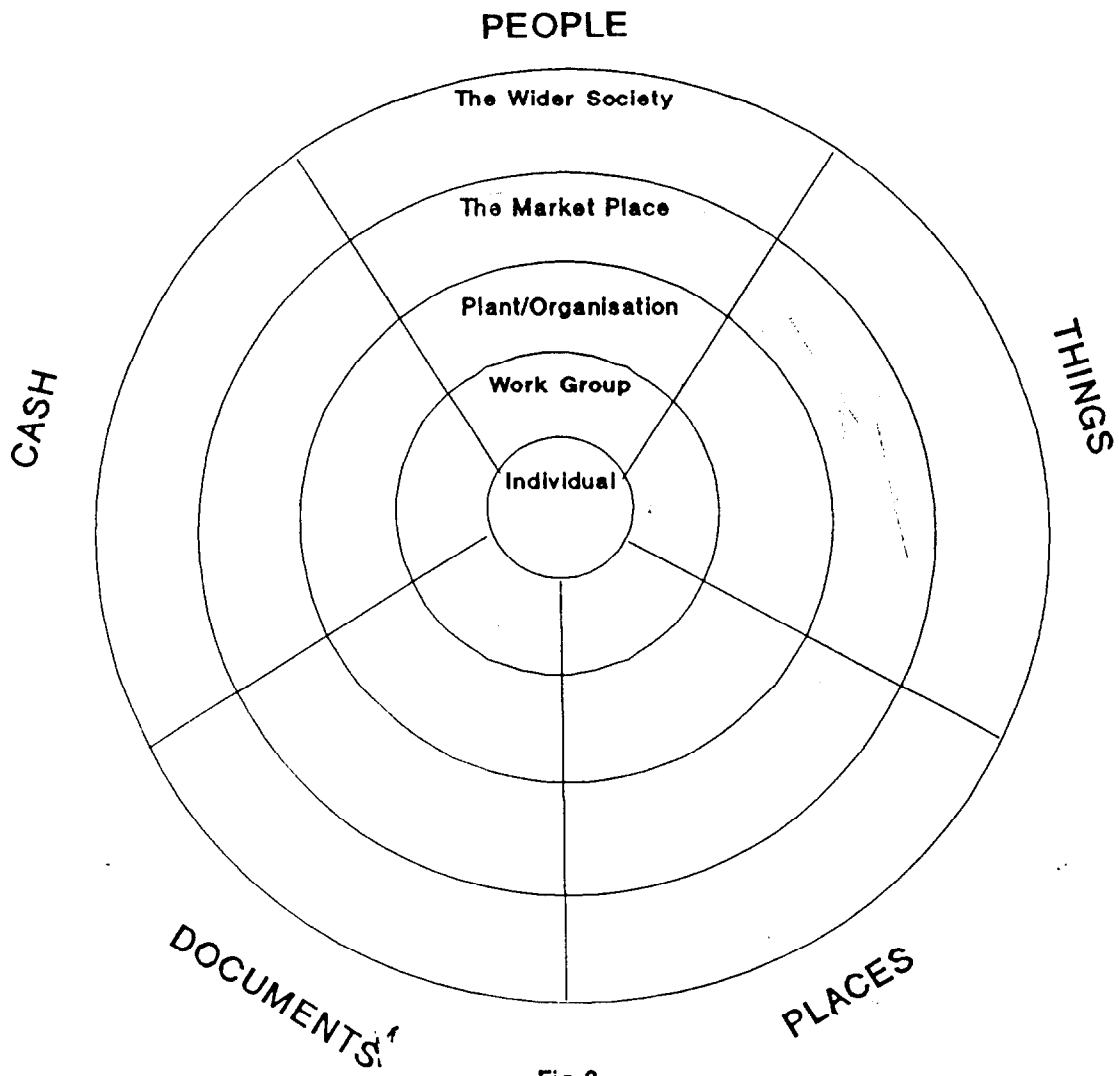 PEOPLE
The Wider Society
The Market Place
Plant/Organisation
Work Group
Individual
CASH
THINGS
DOCUMENTS
PLACES